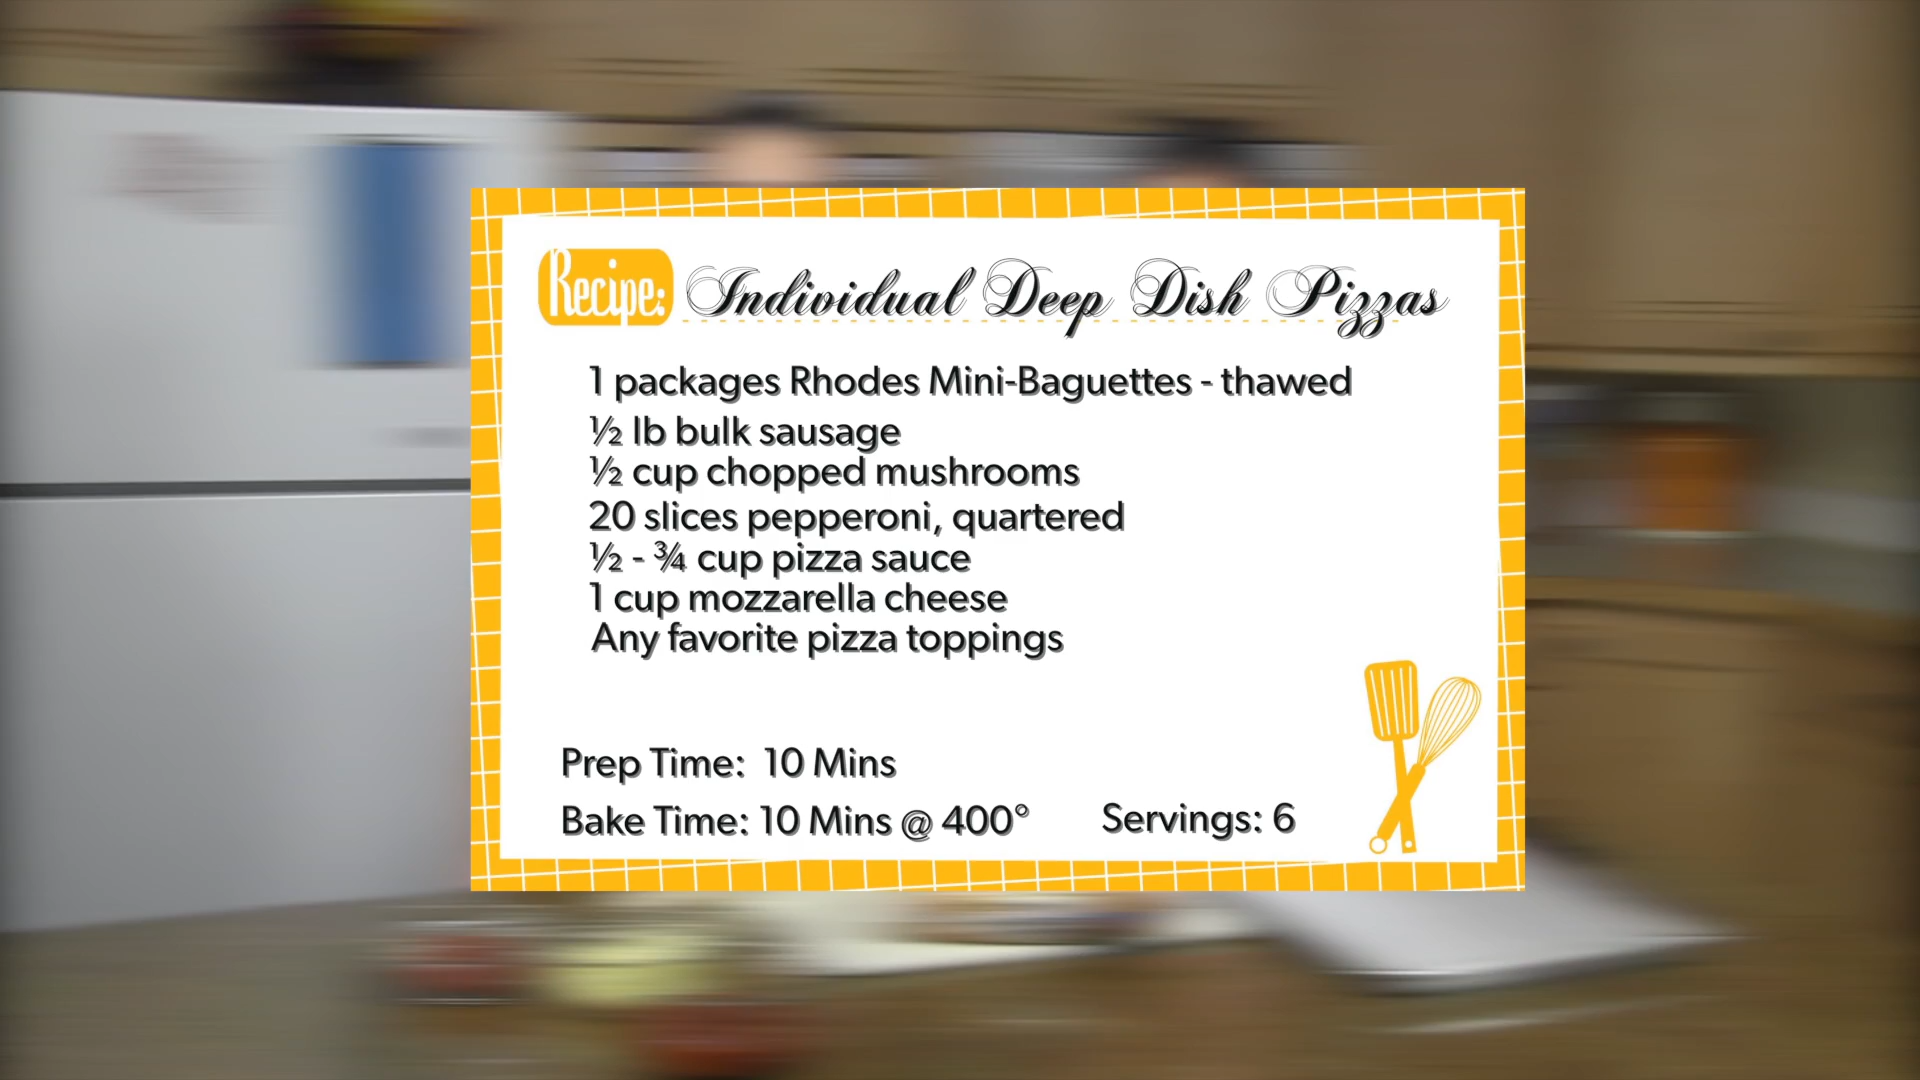 Recipe: Individual Deep Dish Pizzas
1 packages Rhodes Mini-Baguettes - thawed
½ lb bulk sausage
½ cup chopped mushrooms
20 slices pepperoni, quartered
½ - ¾ cup pizza sauce
1 cup mozzarella cheese
Any favorite pizza toppings
Prep Time: 10 Mins
Bake Time: 10 Mins @ 400° Servings: 6